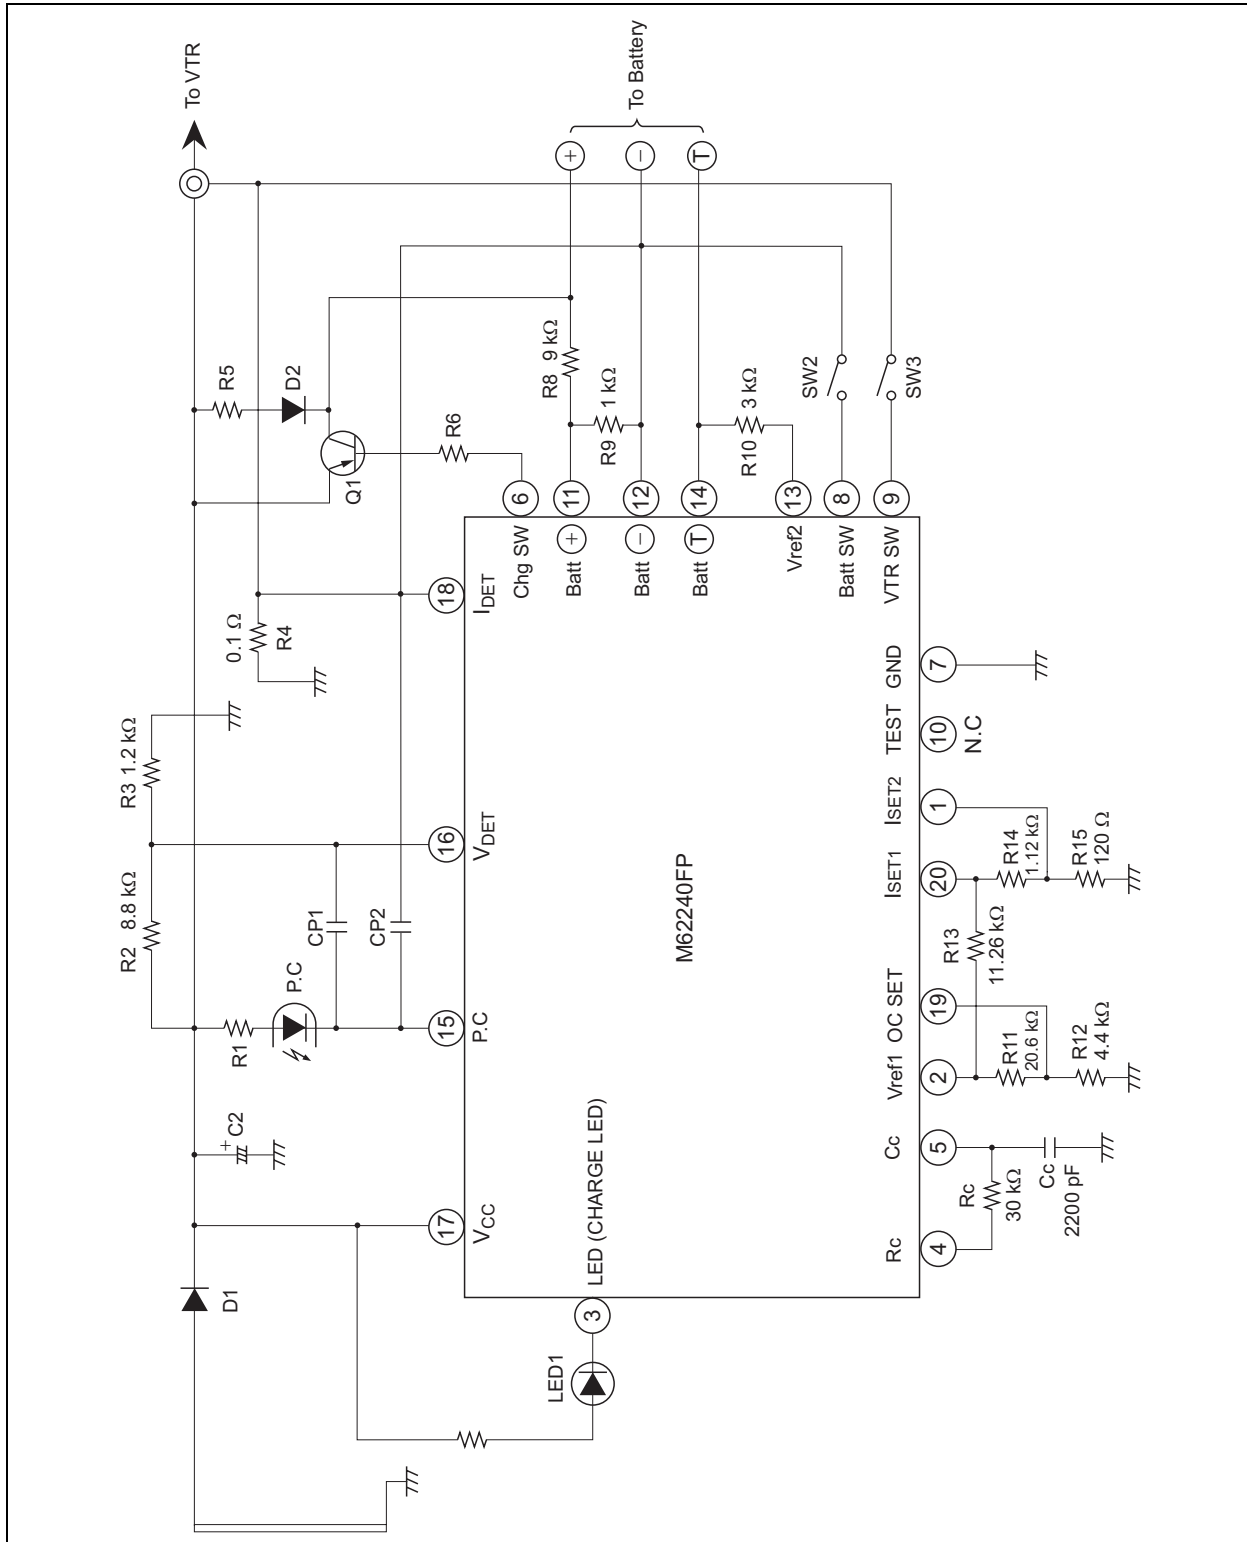 To VTR
To Battery
+
−
T
R5
D2
Q1
R6
R8 9 kΩ
R9 1 kΩ
R10 3 kΩ
SW2
SW3
6
11
12
14
13
8
9
Chg SW
Batt +
Batt −
Batt T
Vref2
Batt SW
VTR SW
0.1 Ω
R4
18
IDET
R3 1.2 kΩ
R2 8.8 kΩ
16
VDET
CP1
CP2
P.C
R1
15
P.C
+
C2
17
VCC
D1
M62240FP
LED (CHARGE LED)
3
LED1
GND
7
TEST
10
N.C
ISET2
1
ISET1
20
R14
1.12 kΩ
R15
120 Ω
R13
11.26 kΩ
OC SET
19
Vref1
2
R11
20.6 kΩ
R12
4.4 kΩ
Cc
5
Cc
2200 pF
Rc
30 kΩ
Rc
4